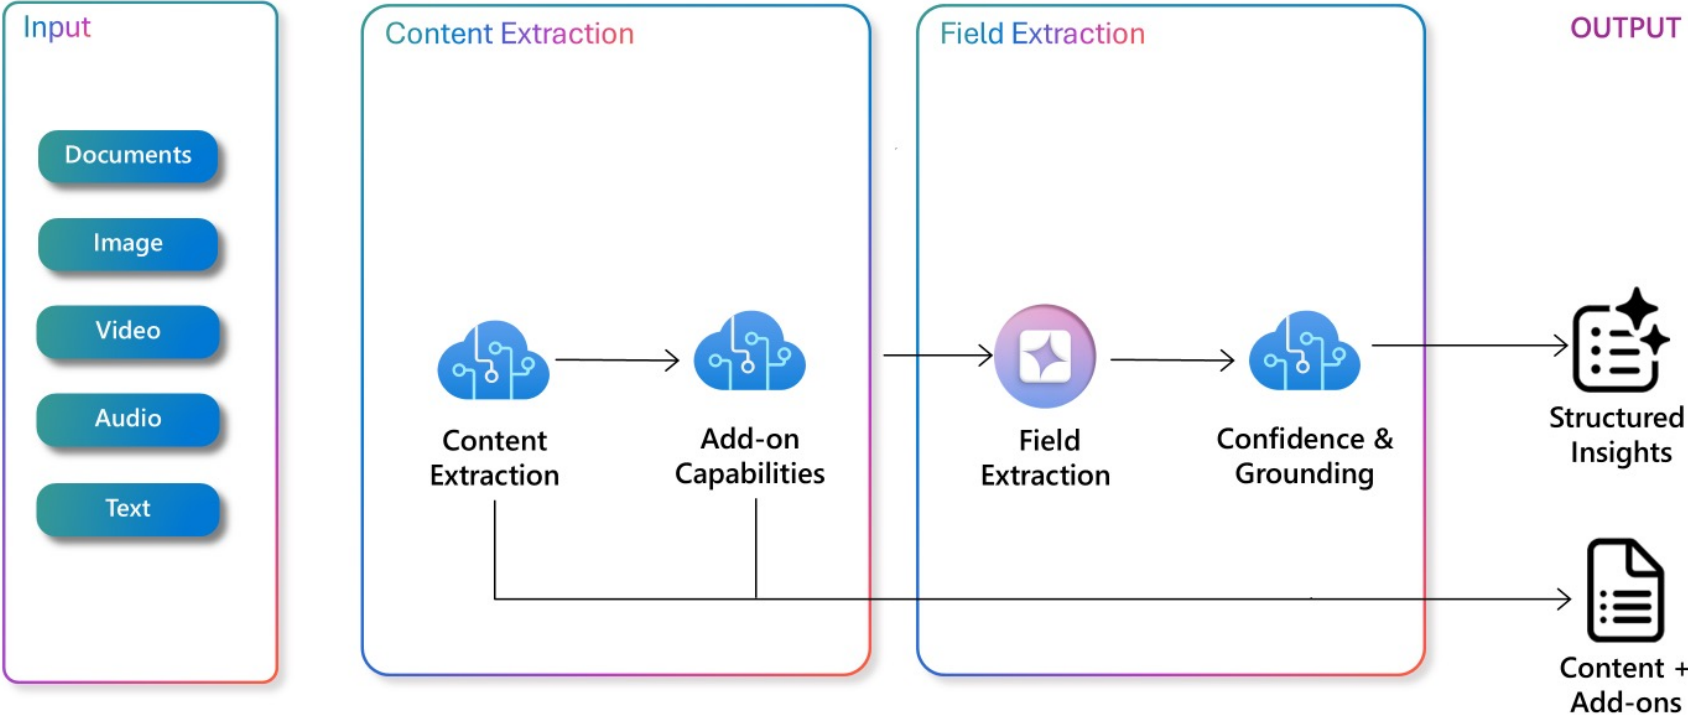 Input
Documents
Image
Video
Audio
Text
Content Extraction
Content
Extraction
Add-on
Capabilities
Field Extraction
Field
Extraction
Confidence &
Grounding
OUTPUT
Structured
Insights
Content +
Add-ons